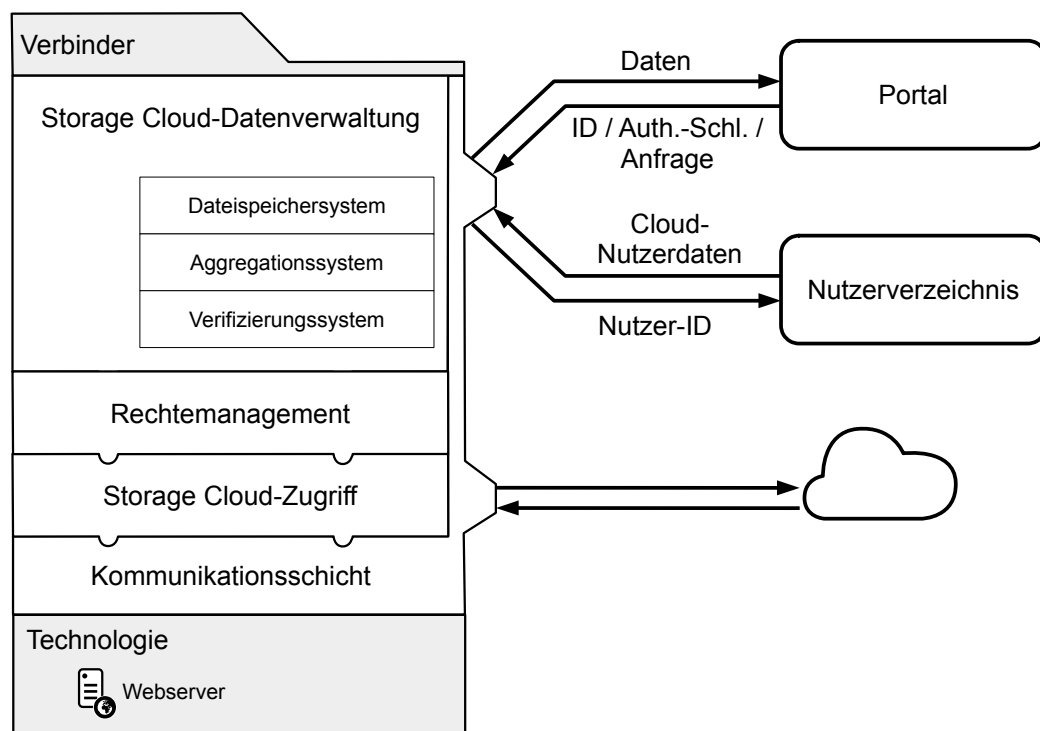 Verbinder
Storage Cloud-Datenverwaltung
Dateispeichersystem
Aggregationssystem
Verifizierungssystem
Rechtemanagement
Storage Cloud-Zugriff
Kommunikationsschicht
Technologie
Webserver
Daten
ID / Auth.-Schl. /
Anfrage
Portal
Cloud-
Nutzerdaten
Nutzer-ID
Nutzerverzeichnis